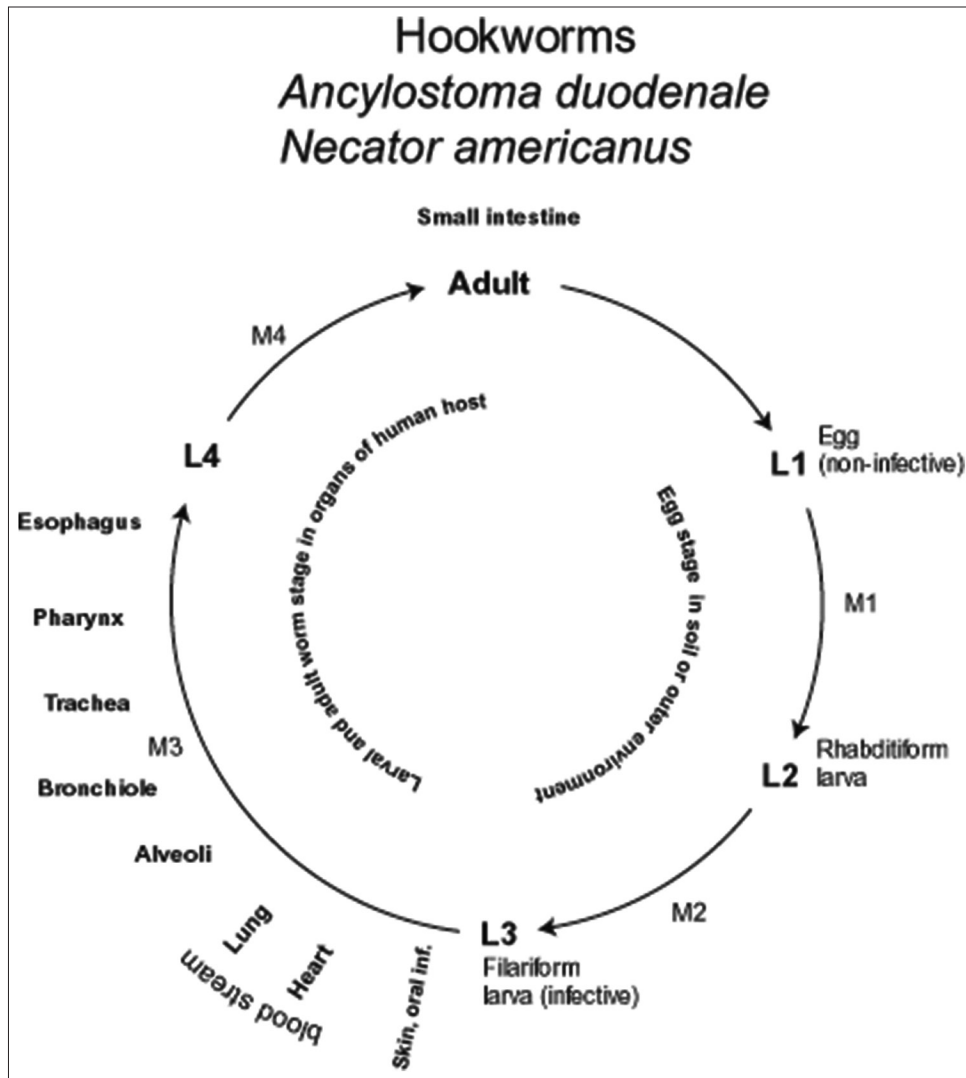 Hookworms
Ancylostoma duodenale
Necator americanus
Small intestine
Adult
M4
L4
Larval and adult worm stage in organs of human host
Egg stage in soil or outer environment
L1
Egg
(non-infective)
M1
L2
Rhabditiform
larva
M2
L3
Filariform
larva (infective)
Skin, oral inf.
Heart
Lung
blood stream
Alveoli
Bronchiole
M3
Trachea
Pharynx
Esophagus